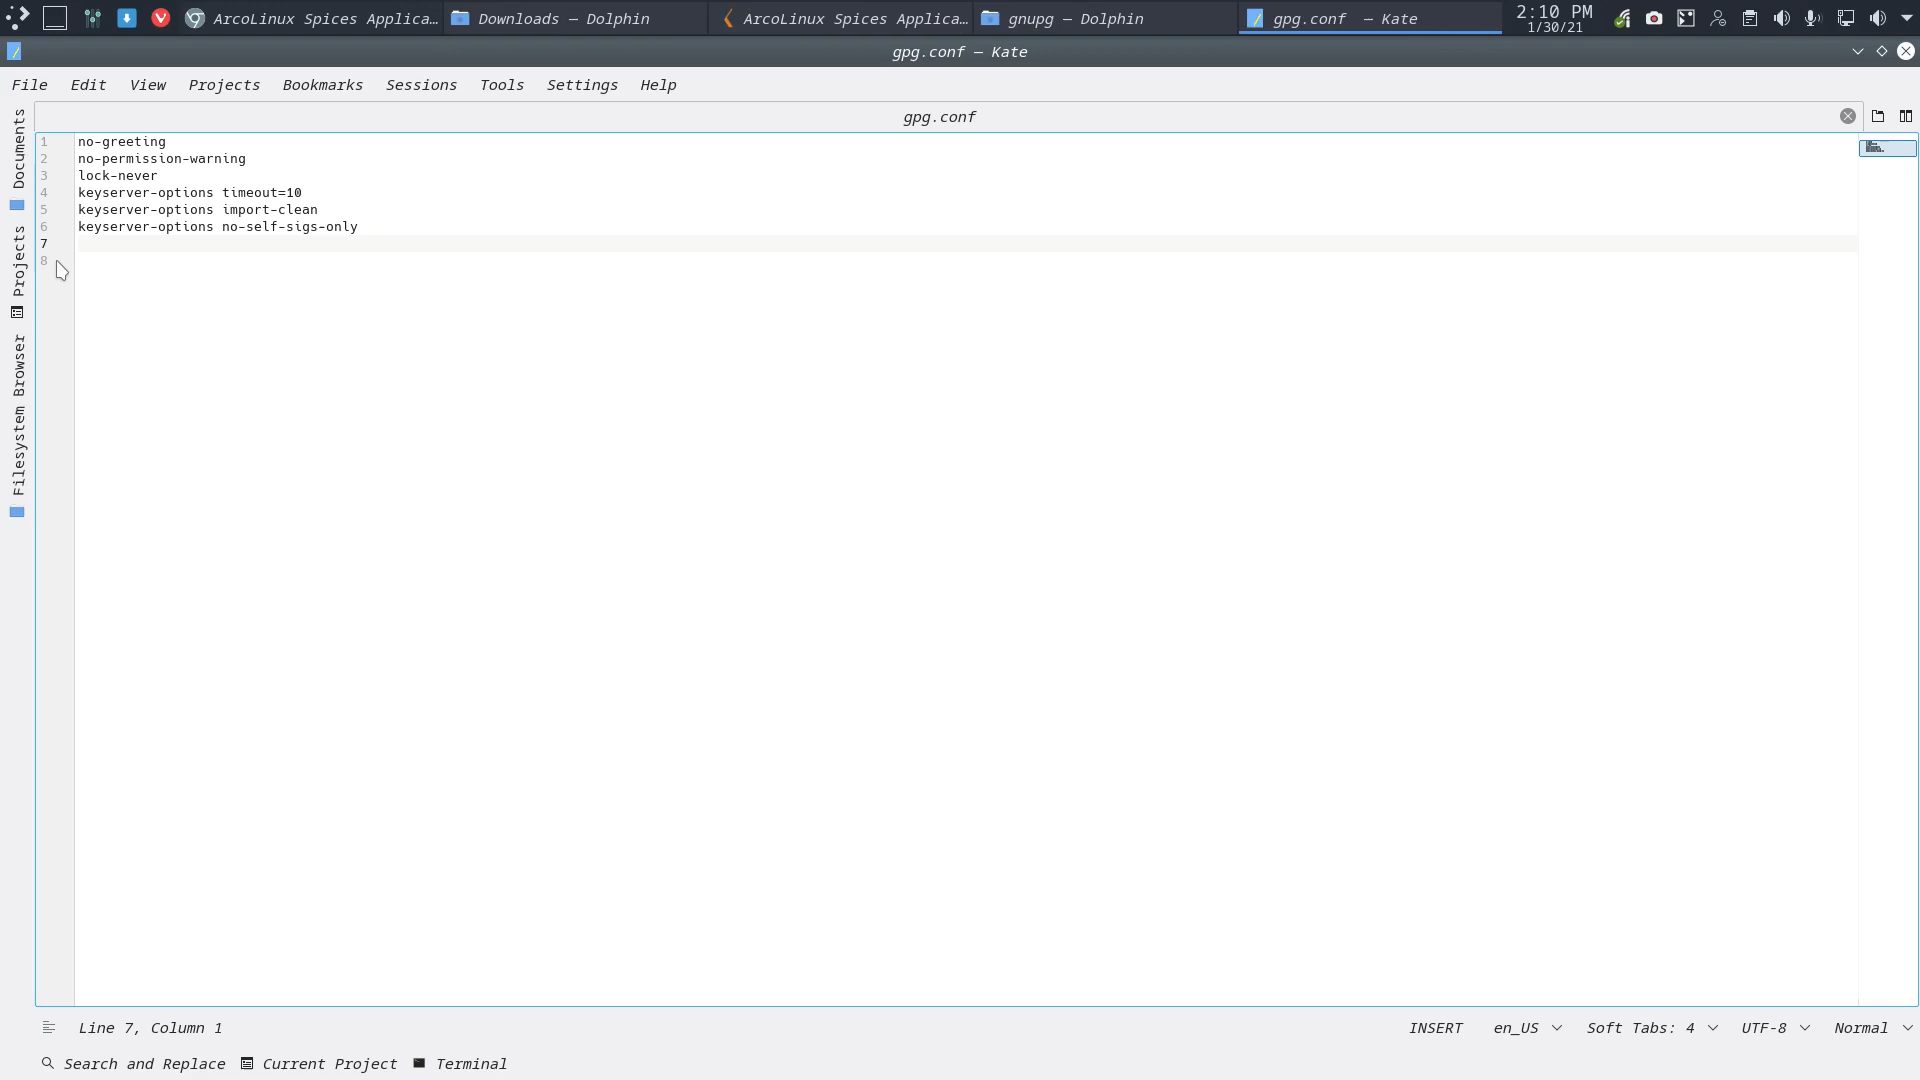 ArcoLinux Spices Applica…
Downloads — Dolphin
ArcoLinux Spices Applica…
gnupg — Dolphin
gpg.conf — Kate
2:10 PM
1/30/21
gpg.conf — Kate
File Edit View Projects Bookmarks Sessions Tools Settings Help
Documents
Projects
Filesystem Browser
gpg.conf
1 no-greeting
2 no-permission-warning
3 lock-never
4 keyserver-options timeout=10
5 keyserver-options import-clean
6 keyserver-options no-self-sigs-only
7
8
Line 7, Column 1
INSERT en_US Soft Tabs: 4 UTF-8 Normal
Search and Replace Current Project Terminal